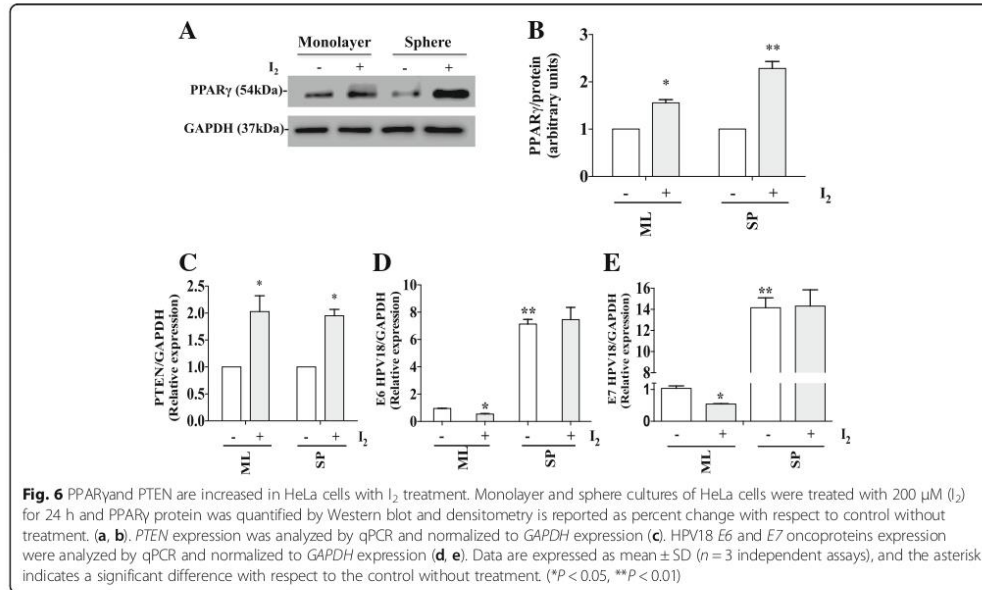 A
Monolayer Sphere
I2 - + - +
PPARγ (54kDa)-
GAPDH (37kDa)-
B
PPARγ/protein
(arbitrary units)
3
2
1
0
* **
- + - + I2
ML SP
C
PTEN/GAPDH
(Relative expression)
2.5
2.0
1.5
1.0
0.5
0.0
* *
- + - + I2
ML SP
D
E6 HPV18/GAPDH
(Relative expression)
10
8
6
4
2
0
* **
- + - + I2
ML SP
E
E7 HPV18/GAPDH
(Relative expression)
16
14
12
10
8
1
0
* **
- + - + I2
ML SP
Fig. 6 PPARγand PTEN are increased in HeLa cells with I2 treatment. Monolayer and sphere cultures of HeLa cells were treated with 200 μM (I2)
for 24 h and PPARγ protein was quantified by Western blot and densitometry is reported as percent change with respect to control without
treatment. (a, b). PTEN expression was analyzed by qPCR and normalized to GAPDH expression (c). HPV18 E6 and E7 oncoproteins expression
were analyzed by qPCR and normalized to GAPDH expression (d, e). Data are expressed as mean ± SD (n = 3 independent assays), and the asterisk
indicates a significant difference with respect to the control without treatment. (*P < 0.05, **P < 0.01)